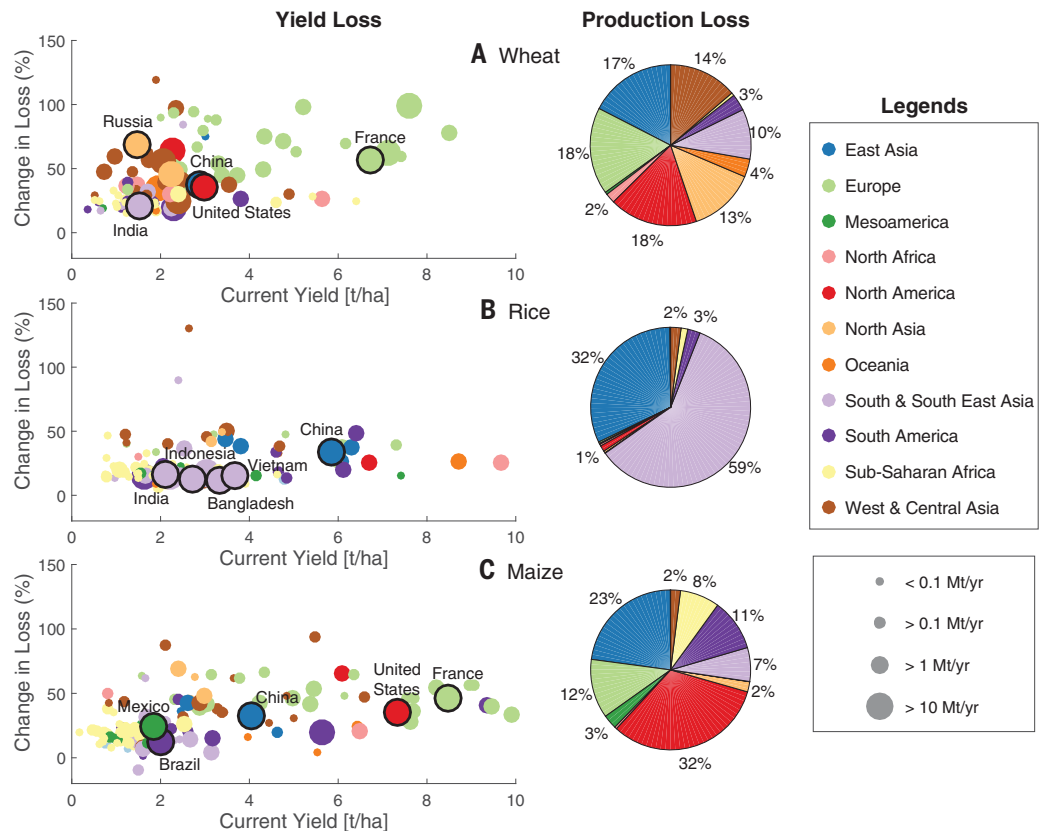 Yield Loss
Production Loss
A Wheat
Change in Loss (%)
150
100
50
0
Russia
France
China
United States
India
0 2 4 6 8 10
Current Yield [t/ha]
17%
14%
3%
10%
4%
13%
18%
2%
18%
B Rice
Change in Loss (%)
150
100
50
0
China
Indonesia
Vietnam
India
Bangladesh
0 2 4 6 8 10
Current Yield [t/ha]
2%
3%
32%
1%
59%
C Maize
Change in Loss (%)
150
100
50
0
United
States
France
Mexico
China
Brazil
0 2 4 6 8 10
Current Yield [t/ha]
2%
8%
23%
11%
7%
2%
12%
3%
32%
Legends
East Asia
Europe
Mesoamerica
North Africa
North America
North Asia
Oceania
South & South East Asia
South America
Sub-Saharan Africa
West & Central Asia
< 0.1 Mt/yr
> 0.1 Mt/yr
> 1 Mt/yr
> 10 Mt/yr